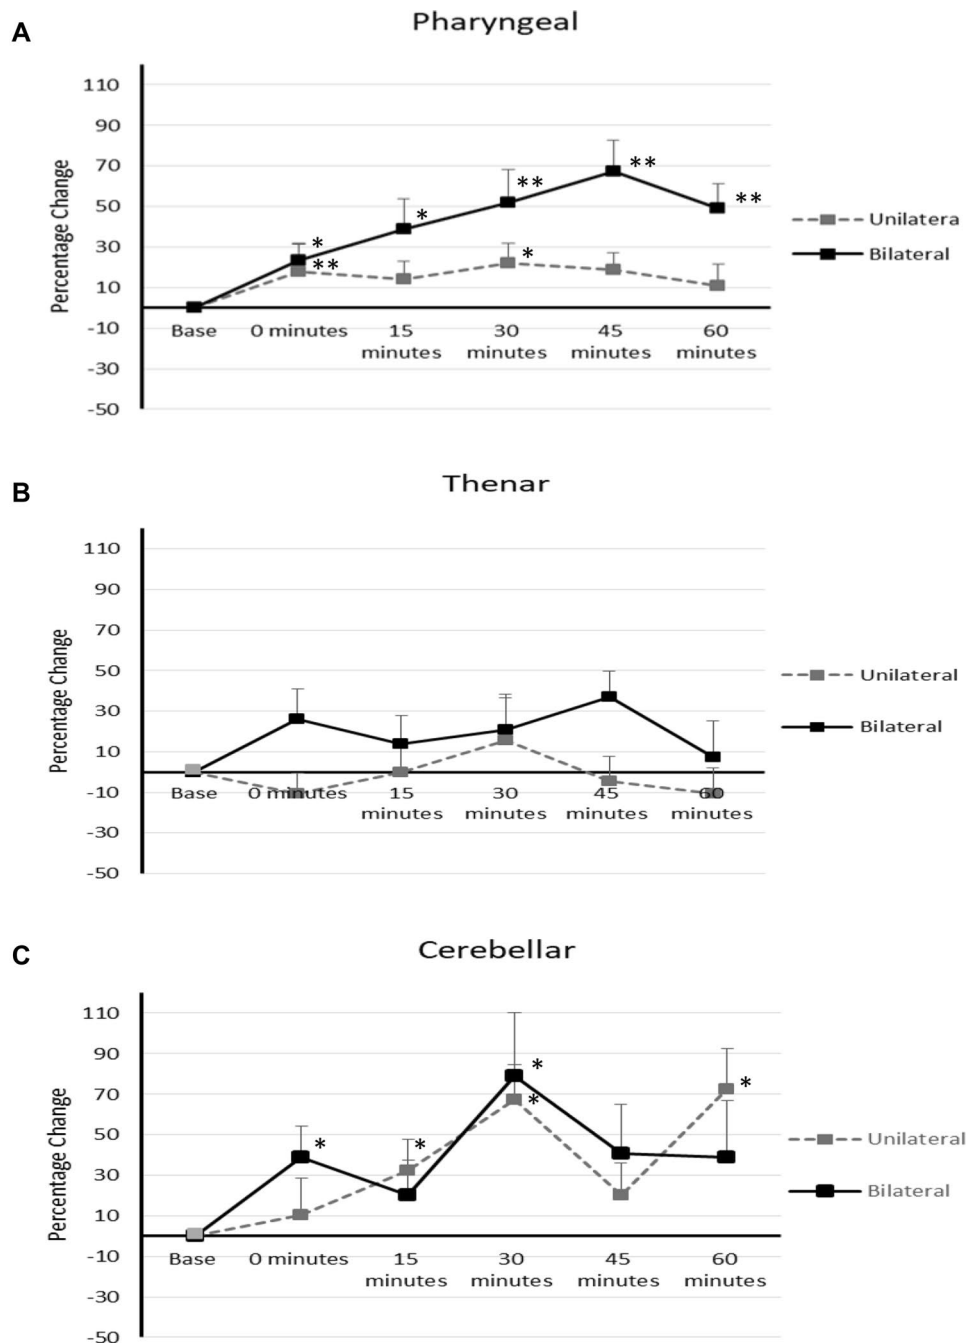 A
Pharyngeal
Percentage Change
110
90
70
50
30
10
-10
-30
-50
Base
0 minutes
15 minutes
30 minutes
45 minutes
60 minutes
*
**
*
**
*
**
**
Unilatera
Bilateral
B
Thenar
Percentage Change
110
90
70
50
30
10
-10
-30
-50
Base
0 minutes
15 minutes
30 minutes
45 minutes
60 minutes
Unilateral
Bilateral
C
Cerebellar
Percentage Change
110
90
70
50
30
10
-10
-30
-50
Base
0 minutes
15 minutes
30 minutes
45 minutes
60 minutes
*
*
*
*
*
Unilateral
Bilateral